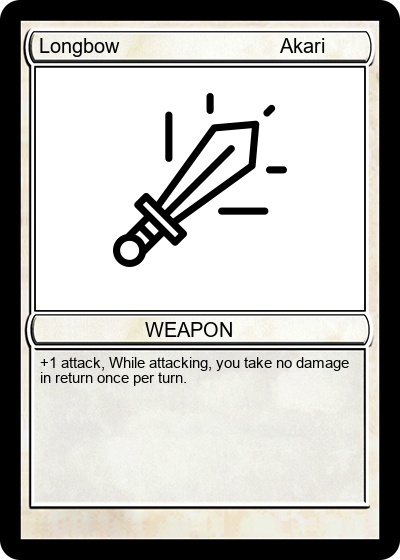 Longbow Akari
WEAPON
+1 attack, While attacking, you take no damage
in return once per turn.